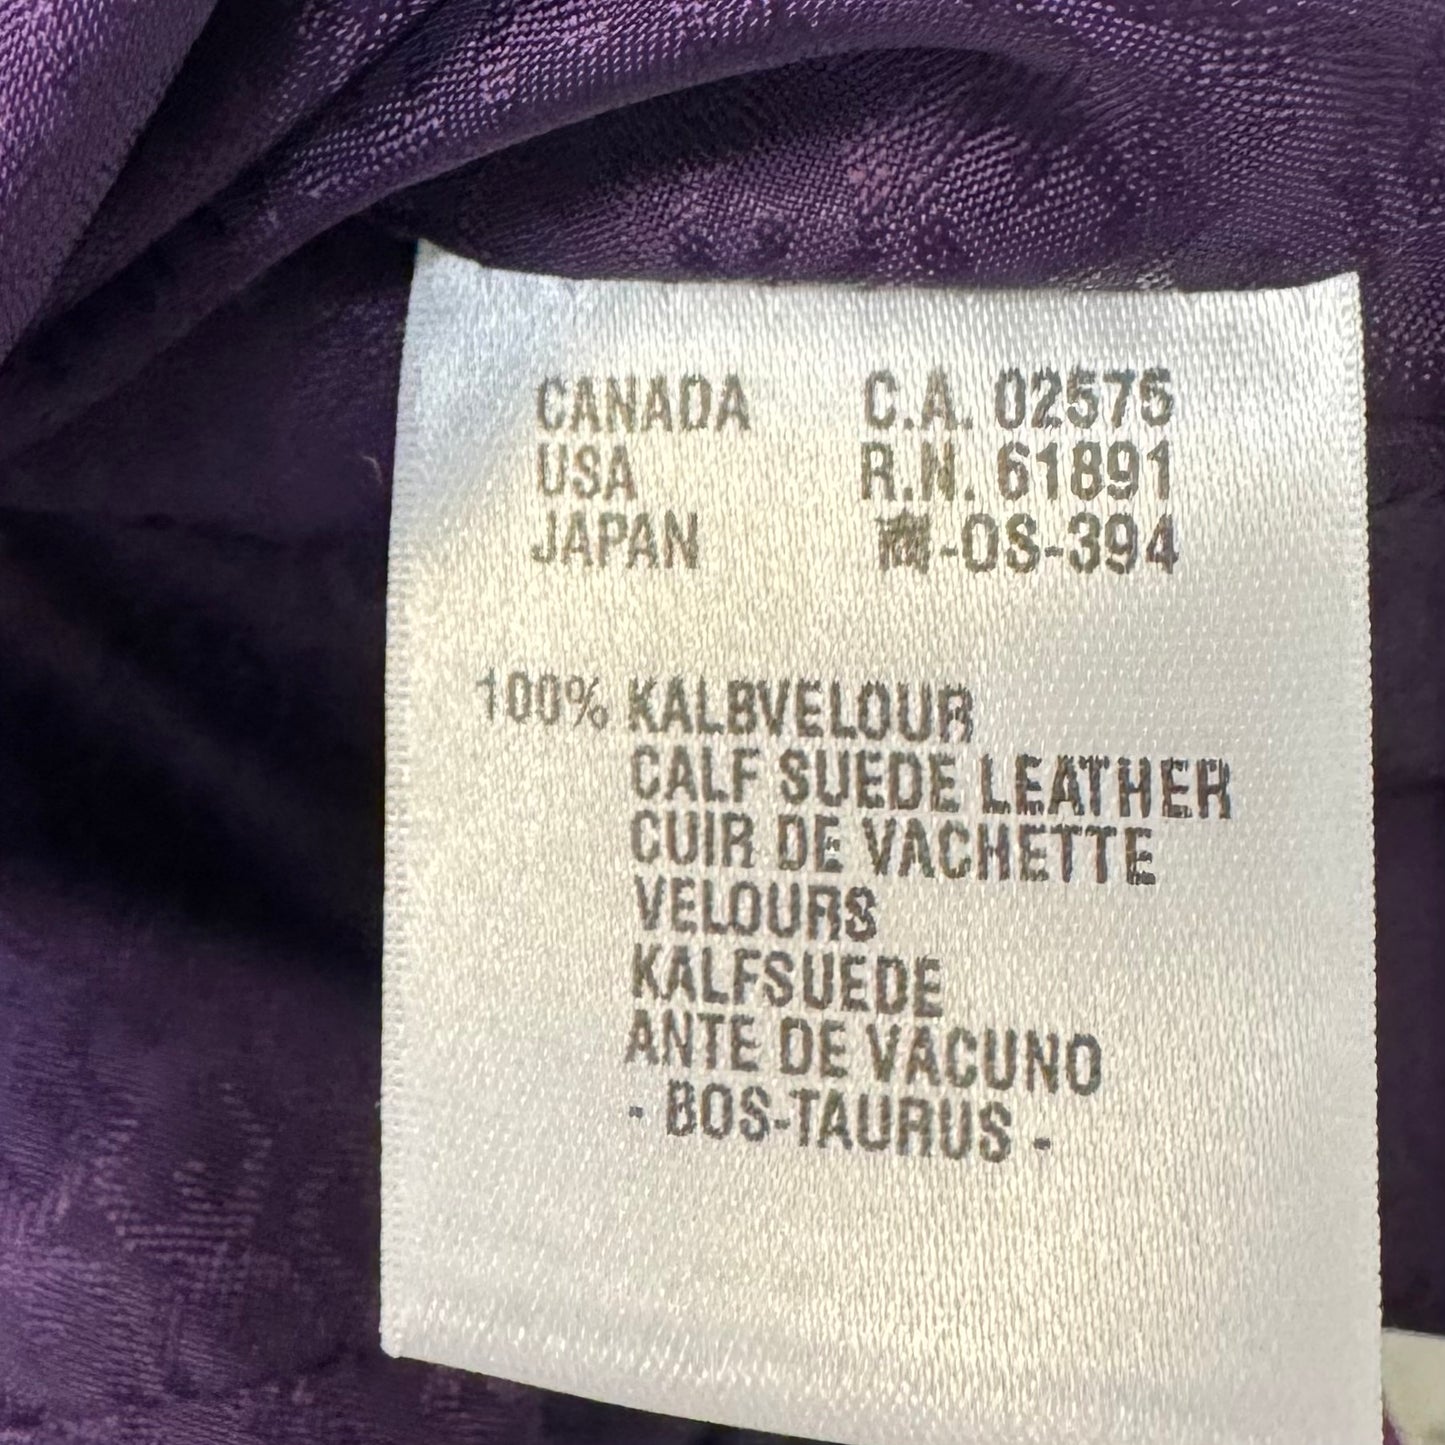 CANADA C.A. 02575
USA R.N. 61891
JAPAN -OS-394
100% KALBVELOUR
CALF SUEDE LEATHER
CUIR DE VACHETTE
VELOURS
KALFSUEDE
ANTE DE VACUNO
- BOS-TAURUS -